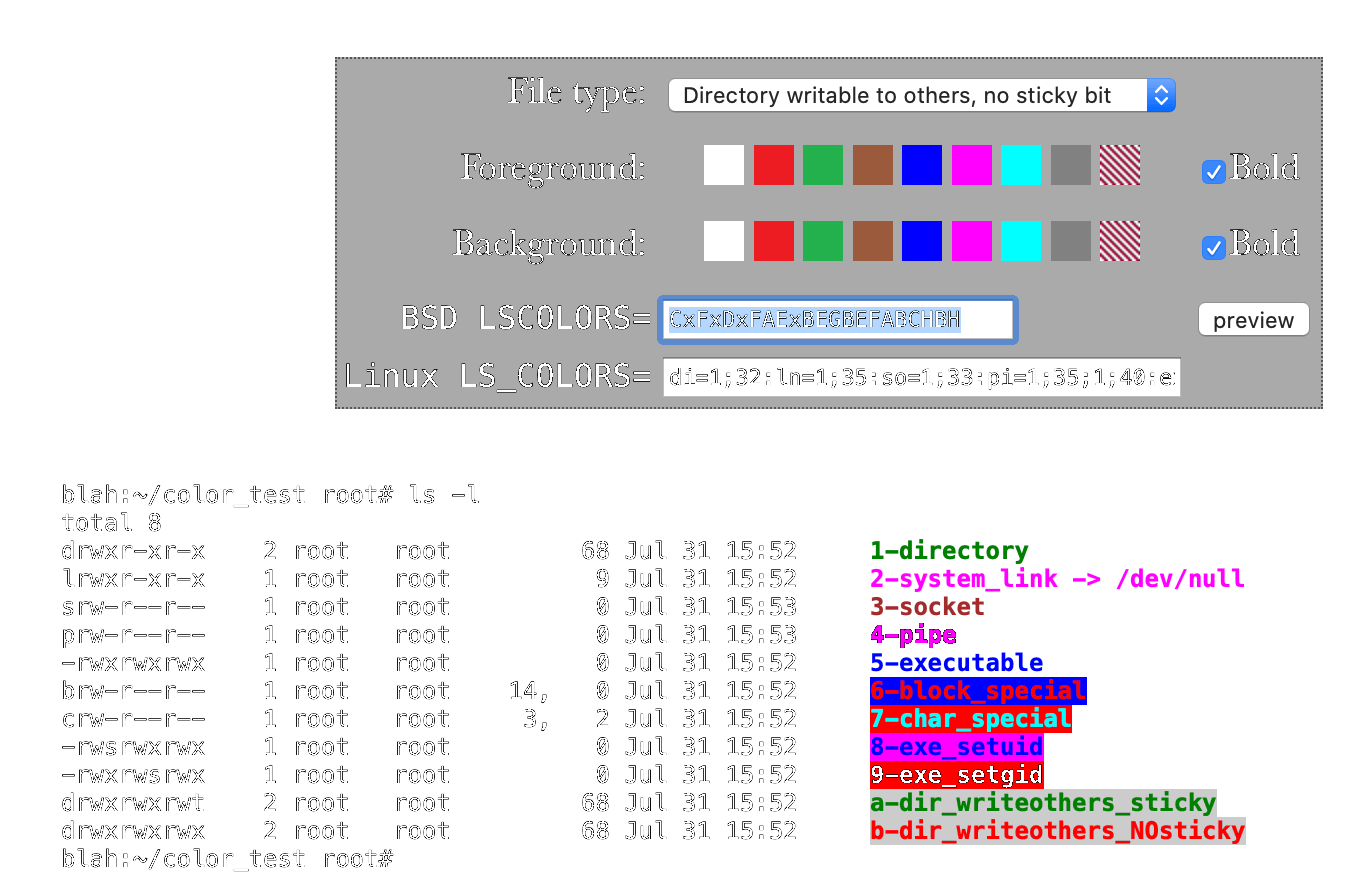 File type: Directory writable to others, no sticky bit
Foreground: Bold
Background: Bold
BSD LSCOLORS= CxFxDxFAExBEGBEFABCHBH preview
Linux LS_COLORS= di=1;32:ln=1;35:so=1;33:pi=1;35;1;40:e
blah:~/color_test root# ls -l
total 8
drwxr-xr-x 2 root root 68 Jul 31 15:52 1-directory
lrwxr-xr-x 1 root root 9 Jul 31 15:52 2-system_link -> /dev/null
srw-r--r-- 1 root root 0 Jul 31 15:53 3-socket
prw-r--r-- 1 root root 0 Jul 31 15:53 4-pipe
-rwxrwxrwx 1 root root 0 Jul 31 15:52 5-executable
brw-r--r-- 1 root root 14, 0 Jul 31 15:52 6-block_special
crw-r--r-- 1 root root 3, 2 Jul 31 15:52 7-char_special
-rwsrwxrwx 1 root root 0 Jul 31 15:52 8-exe_setuid
-rwxrwsrwx 1 root root 0 Jul 31 15:52 9-exe_setgid
drwxrwxrwt 2 root root 68 Jul 31 15:52 a-dir_writeothers_sticky
drwxrwxrwx 2 root root 68 Jul 31 15:52 b-dir_writeothers_NOsticky
blah:~/color_test root#